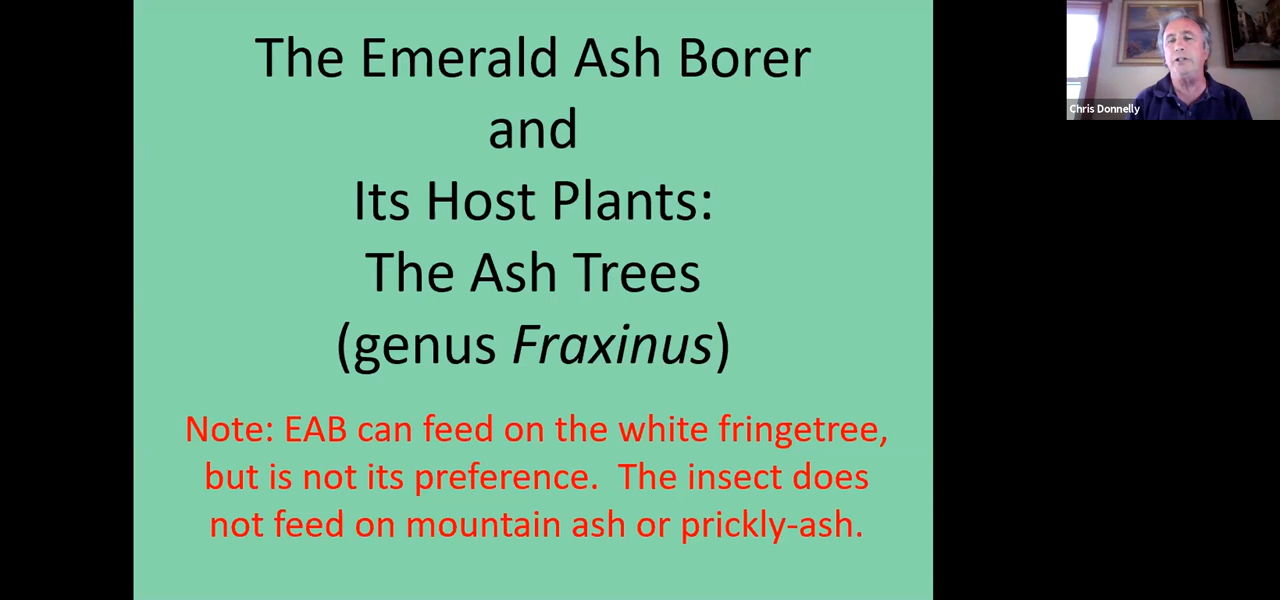 The Emerald Ash Borer
and
Its Host Plants:
The Ash Trees
(genus Fraxinus)
Note: EAB can feed on the white fringetree,
but is not its preference.  The insect does
not feed on mountain ash or prickly-ash.
Chris Donnelly